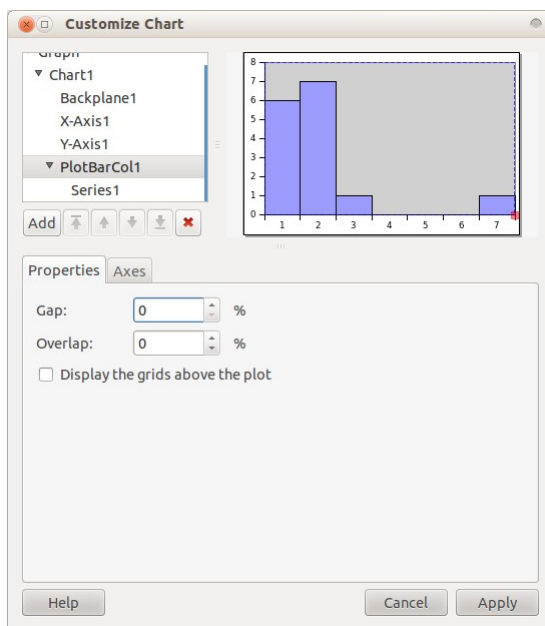 Customize Chart
Graph
Chart1
Backplane1
X-Axis1
Y-Axis1
PlotBarCol1
Series1
Add
8
7
6
5
4
3
2
1
0
1 2 3 4 5 6 7
Properties Axes
Gap: 0 %
Overlap: 0 %
Display the grids above the plot
Help Cancel Apply